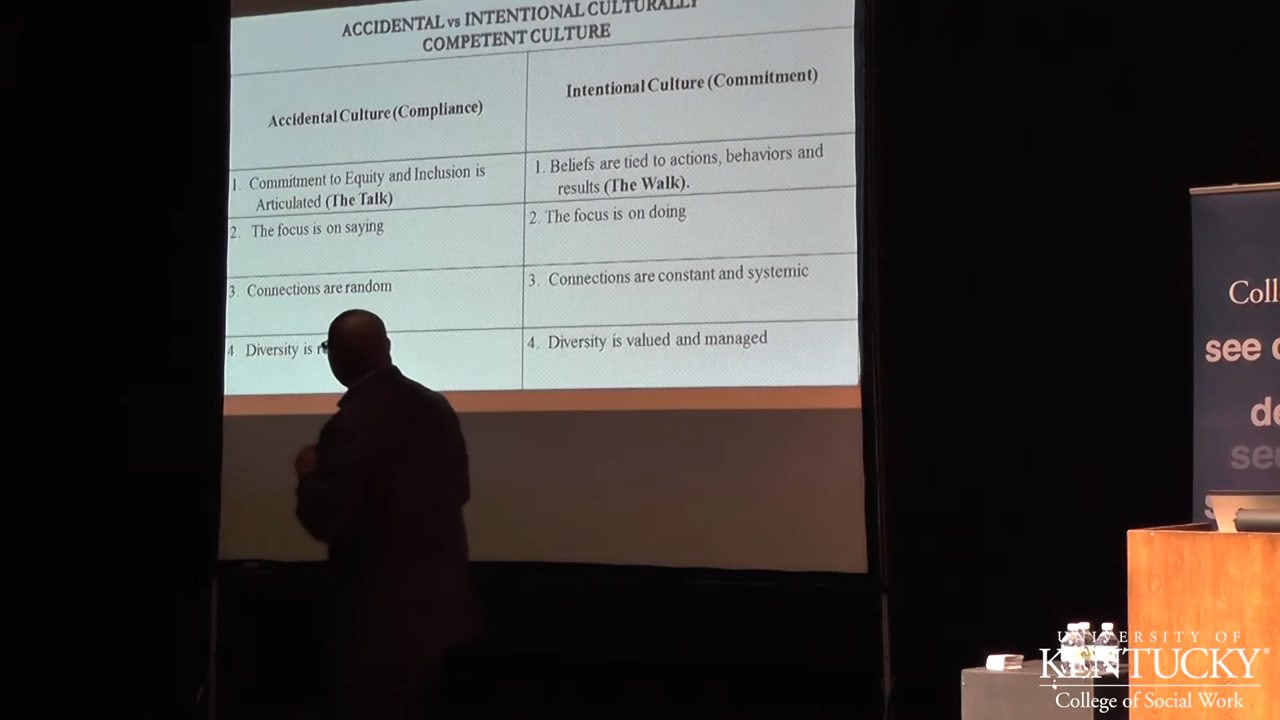 ACCIDENTAL vs INTENTIONAL CULTURALLY
COMPETENT CULTURE
Accidental Culture (Compliance)
Intentional Culture (Commitment)
1. Commitment to Equity and Inclusion is
Articulated (The Talk)
1. Beliefs are tied to actions, behaviors and
results (The Walk).
2. The focus is on saying
2. The focus is on doing
3. Connections are random
3. Connections are constant and systemic
4 Diversity is
4. Diversity is valued and managed
see
UNIVERSITY OF
KENTUCKY®
College of Social Work